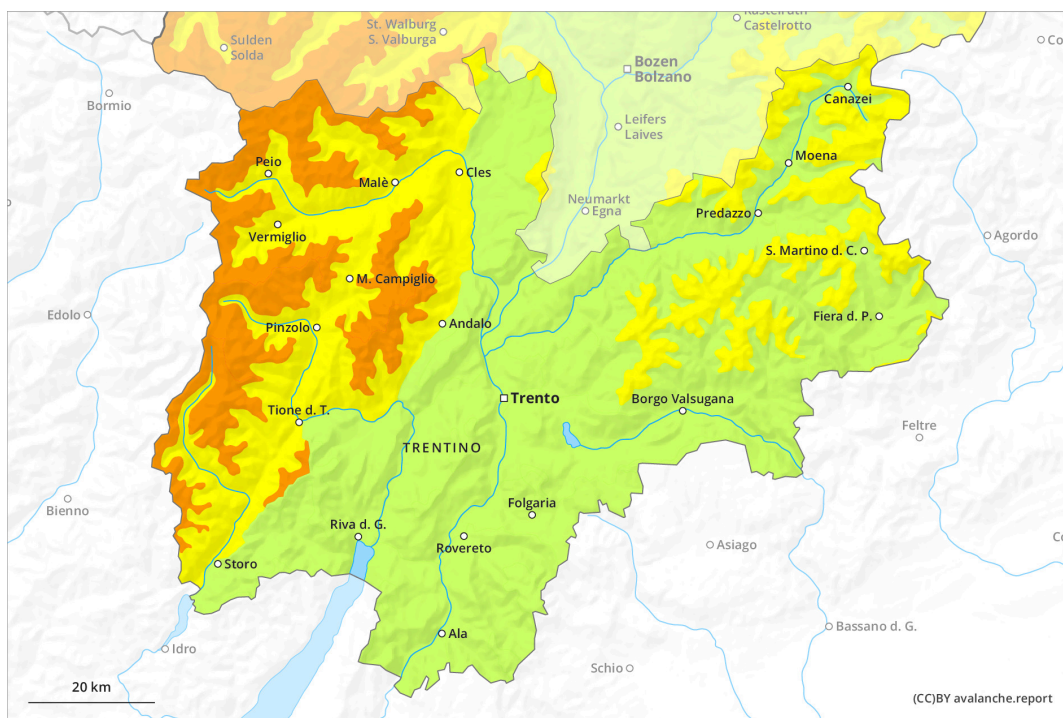 Kastelruth
Castelrotto
St. Walburg
S. Valburga
Sulden
Solda
Bozen
Bolzano
Bormio
Canazei
Leifers
Laives
Moena
Peio
Malè
Cles
Neumarkt
Egna
Predazzo
Vermiglio
Agordo
S. Martino d. C.
M. Campiglio
Edolo
Pinzolo
Andalo
Fiera d. P.
Trento
Borgo Valsugana
Tione d. T.
Feltre
TRENTINO
Bienno
Folgaria
Riva d. G.
Rovereto
Asiago
Storo
Ala
Bassano d. G.
Idro
Schio
20 km
(CC)BY avalanche.report